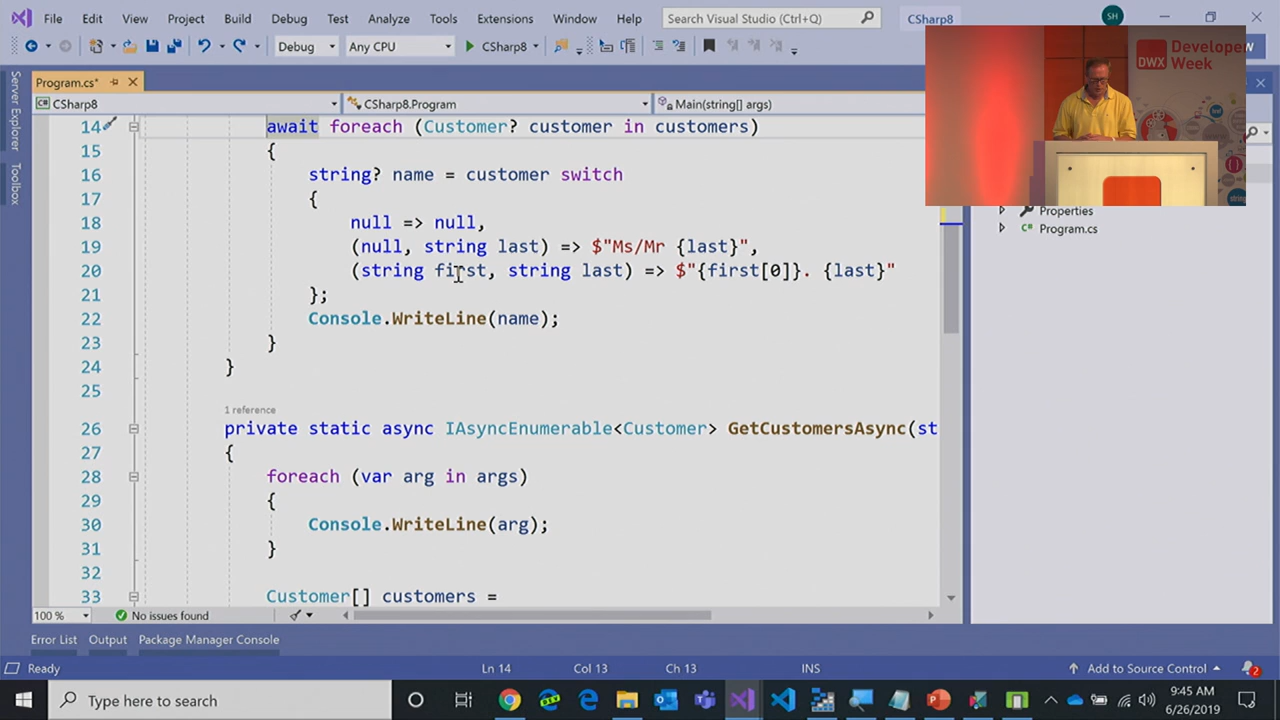 File Edit View Project Build Debug Test Analyze Tools Extensions Window Help Search Visual Studio (Ctrl+Q) CSharp8 SH
Debug Any CPU CSharp8
DWX Developer Week
Program.cs*
CSharp8 CSharp8.Program Main(string[] args)
Server Explorer
Toolbox
14 await foreach (Customer? customer in customers)
15 {
16 string? name = customer switch
17 {
18 null => null,
19 (null, string last) => $"Ms/Mr {last}",
20 (string first, string last) => $"{first[0]}. {last}"
21 };
22 Console.WriteLine(name);
23 }
24 }
25
1 reference
26 private static async IAsyncEnumerable<Customer> GetCustomersAsync(st
27 {
28 foreach (var arg in args)
29 {
30 Console.WriteLine(arg);
31 }
32
33 Customer[] customers =
Properties
Program.cs
100 % No issues found
Error List Output Package Manager Console
Ready Ln 14 Col 13 Ch 13 INS Add to Source Control 2
Type here to search
9:45 AM
6/26/2019